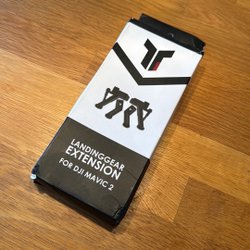 LANDINGGEAR
EXTENSION
FOR DJI MAVIC 2